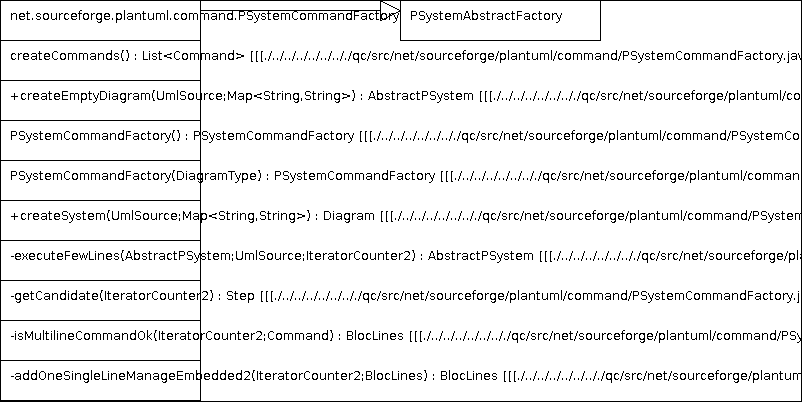 net.sourceforge.plantuml.command.PSystemCommandFactory PSystemAbstractFactory
createCommands() : List<Command> [[[./../../../../../../../qc/src/net/sourceforge/plantuml/command/PSystemCommandFactory.jav
+createEmptyDiagram(UmlSource;Map<String,String>) : AbstractPSystem [[[./../../../../../../../qc/src/net/sourceforge/plantuml/co
PSystemCommandFactory() : PSystemCommandFactory [[[./../../../../../../../qc/src/net/sourceforge/plantuml/command/PSystemCo
PSystemCommandFactory(DiagramType) : PSystemCommandFactory [[[./../../../../../../../qc/src/net/sourceforge/plantuml/comman
+createSystem(UmlSource;Map<String,String>) : Diagram [[[./../../../../../../../qc/src/net/sourceforge/plantuml/command/PSystem
-executeFewLines(AbstractPSystem;UmlSource;IteratorCounter2) : AbstractPSystem [[[./../../../../../../../qc/src/net/sourceforge/pla
-getCandidate(IteratorCounter2) : Step [[[./../../../../../../../qc/src/net/sourceforge/plantuml/command/PSystemCommandFactory.j
-isMultilineCommandOk(IteratorCounter2;Command) : BlocLines [[[./../../../../../../../qc/src/net/sourceforge/plantuml/command/PSy
-addOneSingleLineManageEmbedded2(IteratorCounter2;BlocLines) : BlocLines [[[./../../../../../../../qc/src/net/sourceforge/plantum